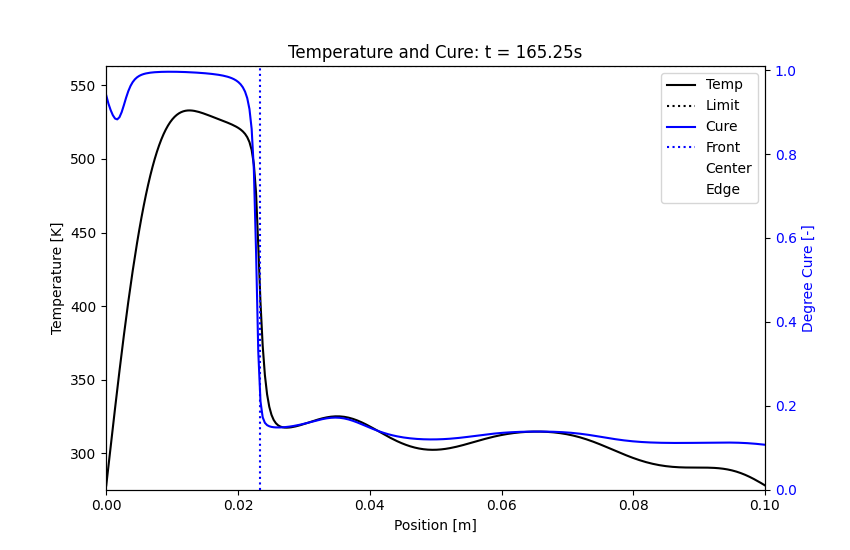 Temperature and Cure: t = 165.25s
Temp
Limit
Cure
Front
Center
Edge
550
500
450
400
350
300
Temperature [K]
1.0
0.8
0.6
0.4
0.2
0.0
Degree Cure [-]
0.00 0.02 0.04 0.06 0.08 0.10
Position [m]